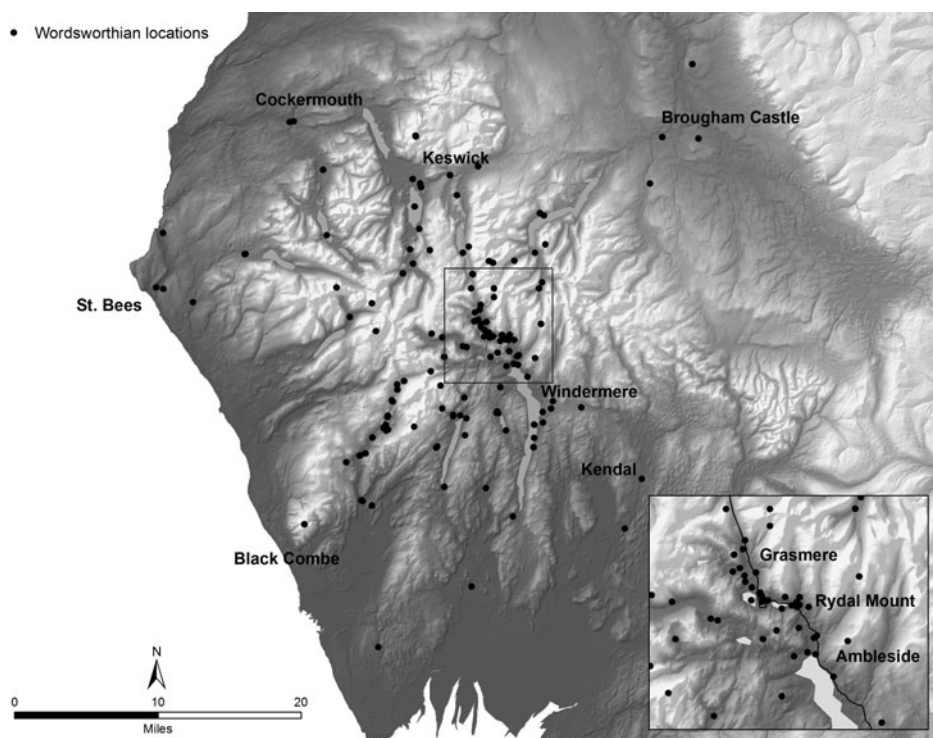 Wordsworthian locations
Cockermouth
Brougham Castle
Keswick
St. Bees
Windermere
Kendal
Black Combe
Grasmere
Rydal Mount
Ambleside
N
0 10 20
Miles